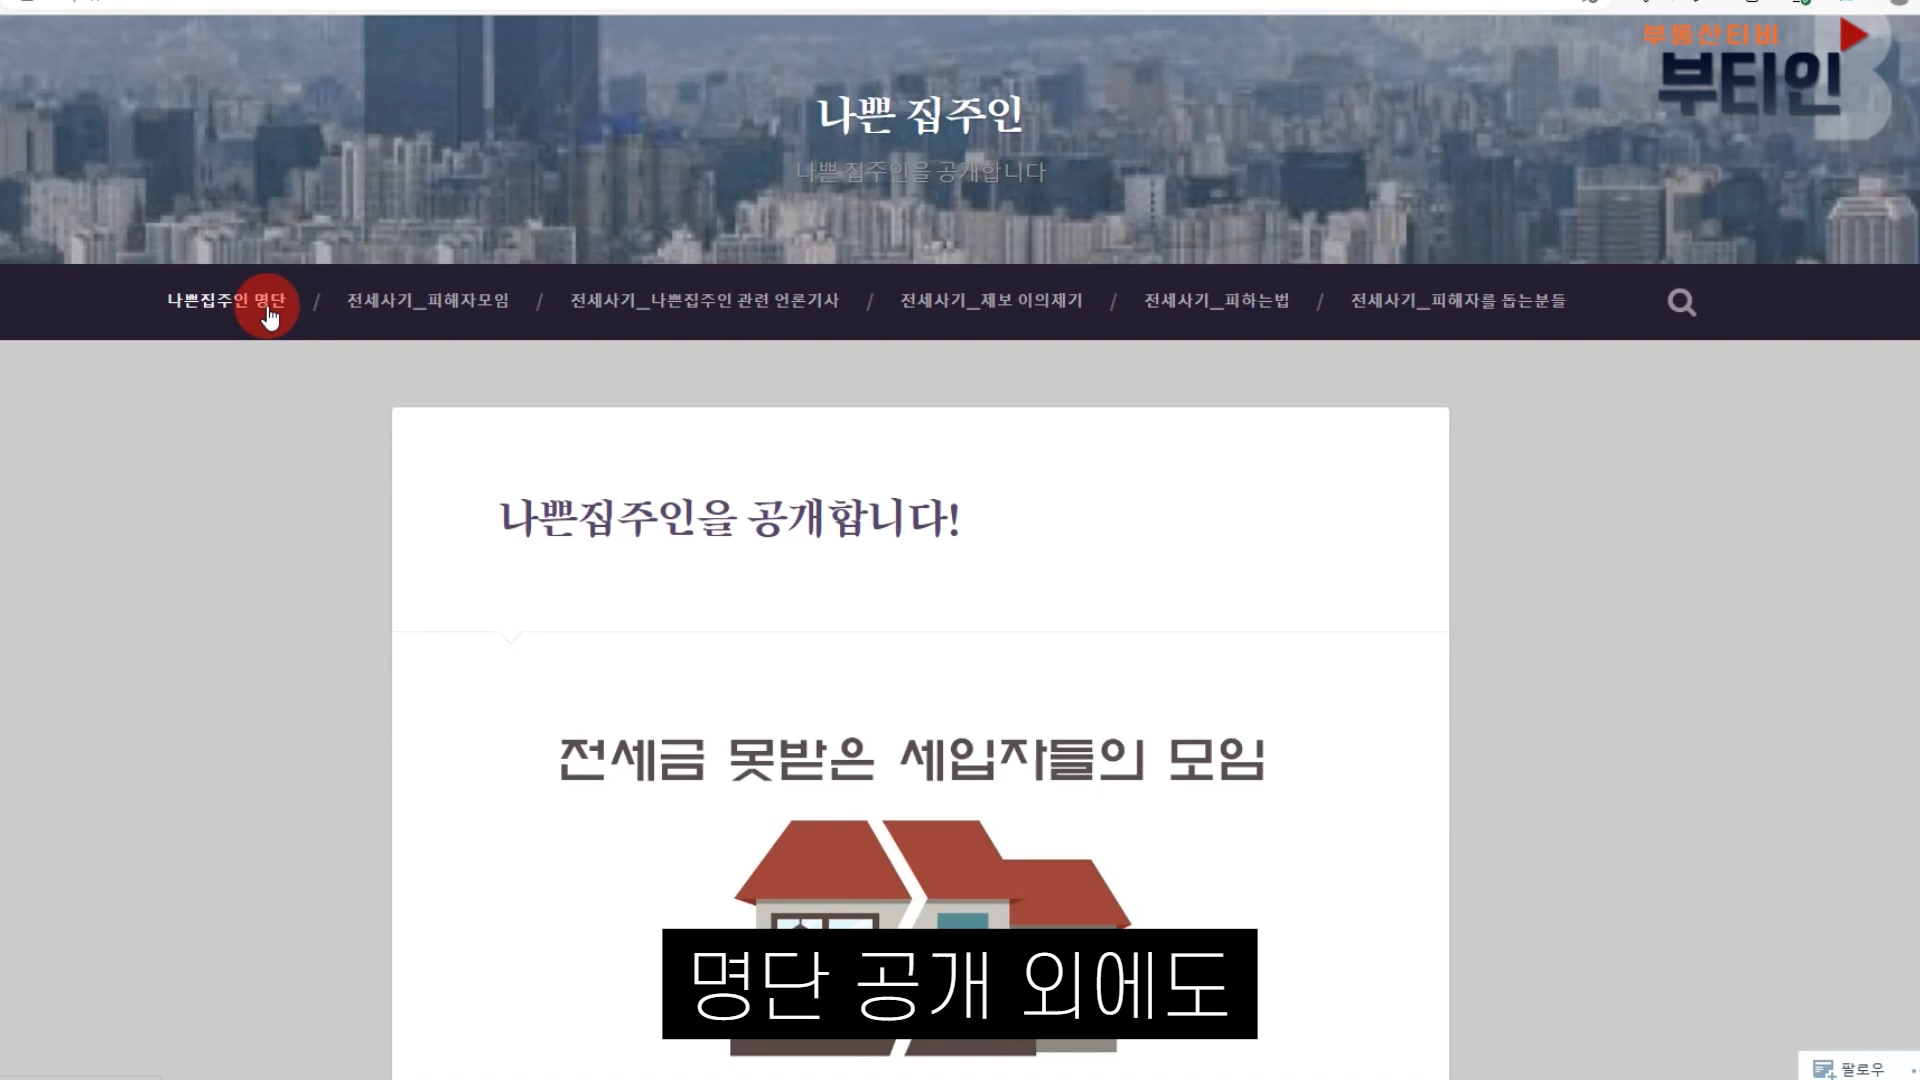 부동산티비
부티인
나쁜 집주인
나쁜 집주인을 공개합니다
나쁜집주인 명단 / 전세사기_피해자모임 / 전세사기_나쁜집주인 관련 언론기사 / 전세사기_제보 이의제기 / 전세사기_피하는법 / 전세사기_피해자를 돕는분들
나쁜집주인을 공개합니다!
전세금 못받은 세입자들의 모임
명단 공개 외에도
팔로우